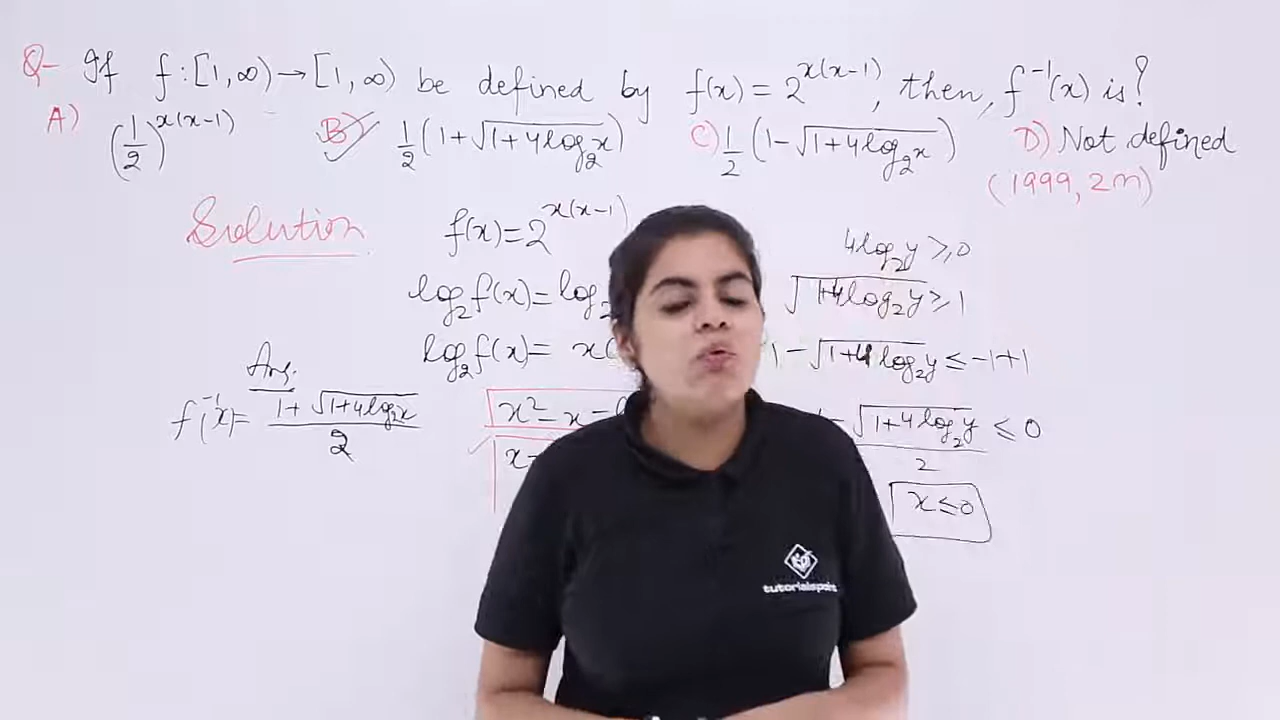 Q- If f:[1,∞)→[1,∞) be defined by f(x)=2^{x(x-1)}, then, f^{-1}(x) is?
A) (1/2)^{x(x-1)} B) 1/2(1+√(1+4log₂x)) C) 1/2(1-√(1+4log₂x)) D) Not defined
(1999, 2m)
Solution
f(x)=2^{x(x-1)}
log₂f(x)=log₂
log₂f(x)= x(
x²-x=
x=
4log₂y≥0
√(1+4log₂y)≥1
1-√(1+4log₂y)≤-1+1
-√(1+4log₂y)/2≤0
x≤0
Ans.
f^{-1}(x)=(1+√(1+4log₂x))/2
tutorialspoint